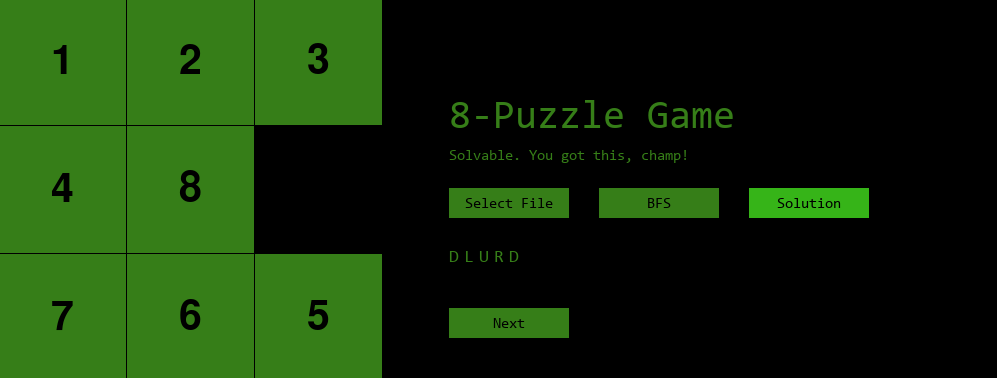 1 2 3
4 8
7 6 5
8-Puzzle Game
Solvable. You got this, champ!
Select File BFS Solution
D L U R D
Next